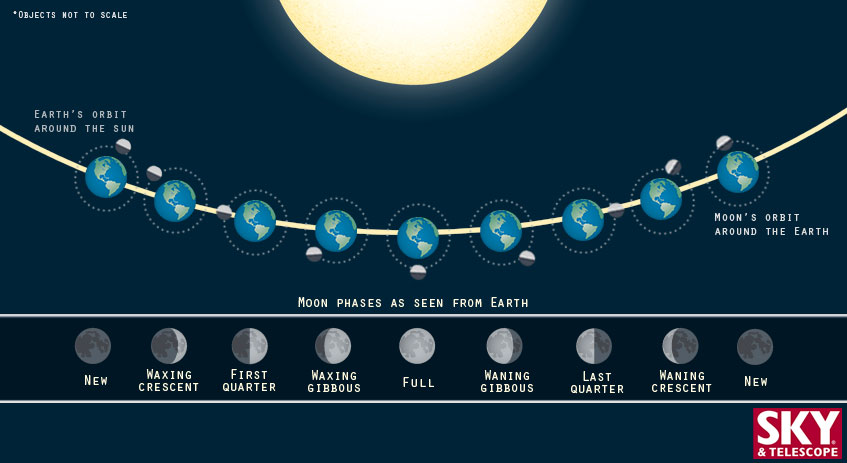 *Objects not to scale
Earth's orbit
around the sun
Moon's orbit
around the Earth
Moon phases as seen from Earth
New
Waxing
crescent
First
quarter
Waxing
gibbous
Full
Waning
gibbous
Last
quarter
Waning
crescent
New
SKY
& TELESCOPE